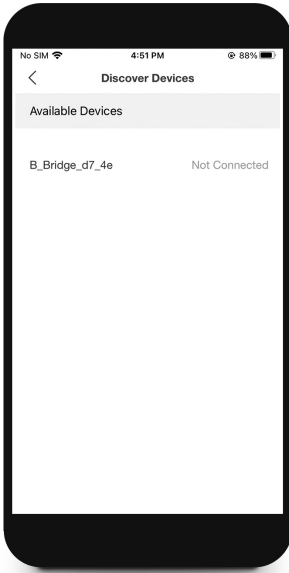 No SIM 4:51 PM 88%
Discover Devices
Available Devices
B_Bridge_d7_4e Not Connected